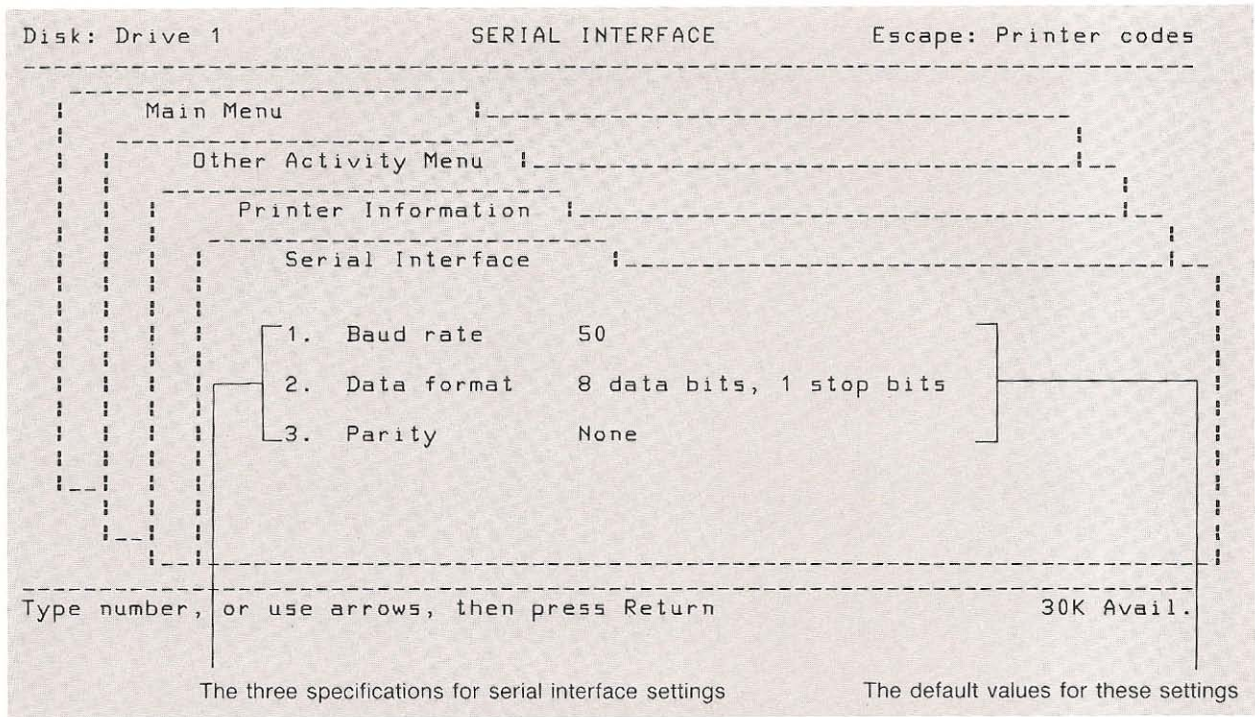 Disk: Drive 1 SERIAL INTERFACE Escape: Printer codes
Main Menu
Other Activity Menu
Printer Information
Serial Interface
1. Baud rate 50
2. Data format 8 data bits, 1 stop bits
3. Parity None
Type number, or use arrows, then press Return 30K Avail.
The three specifications for serial interface settings The default values for these settings